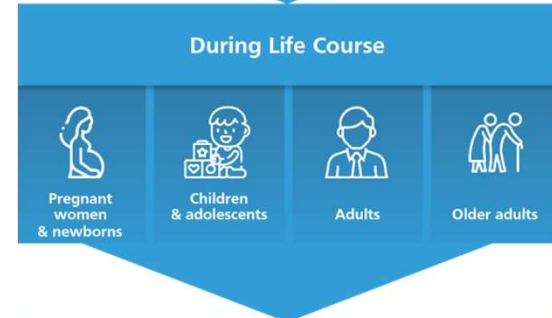 During Life Course
Pregnant
women
& newborns
Children
& adolescents
Adults
Older adults